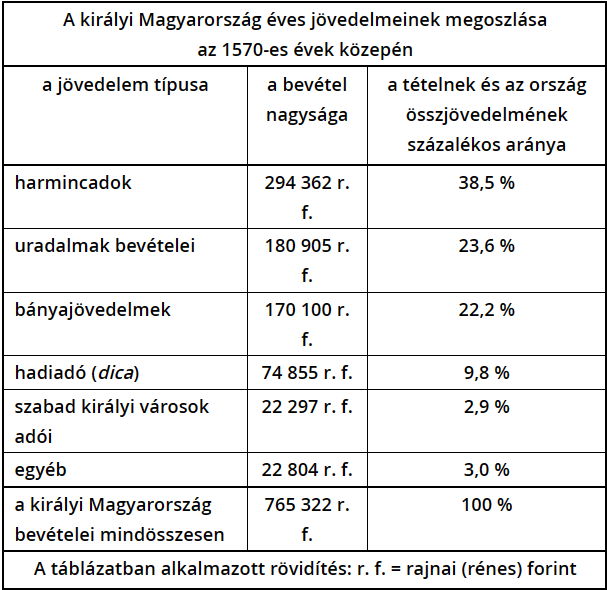 A királyi Magyarország éves jövedelmeinek megoszlása
az 1570-es évek közepén
a jövedelem típusa
a bevétel
nagysága
a tételnek és az ország
összjövedelmének
százalékos aránya
harmincadok
294 362 r.
f.
38,5 %
uradalmak bevételei
180 905 r.
f.
23,6 %
bányajövedelmek
170 100 r.
f.
22,2 %
hadiadó (dica)
74 855 r. f.
9,8 %
szabad királyi városok
adói
22 297 r. f.
2,9 %
egyéb
22 804 r. f.
3,0 %
a királyi Magyarország
bevételei mindösszesen
765 322 r.
f.
100 %
A táblázatban alkalmazott rövidítés: r. f. = rajnai (rénes) forint